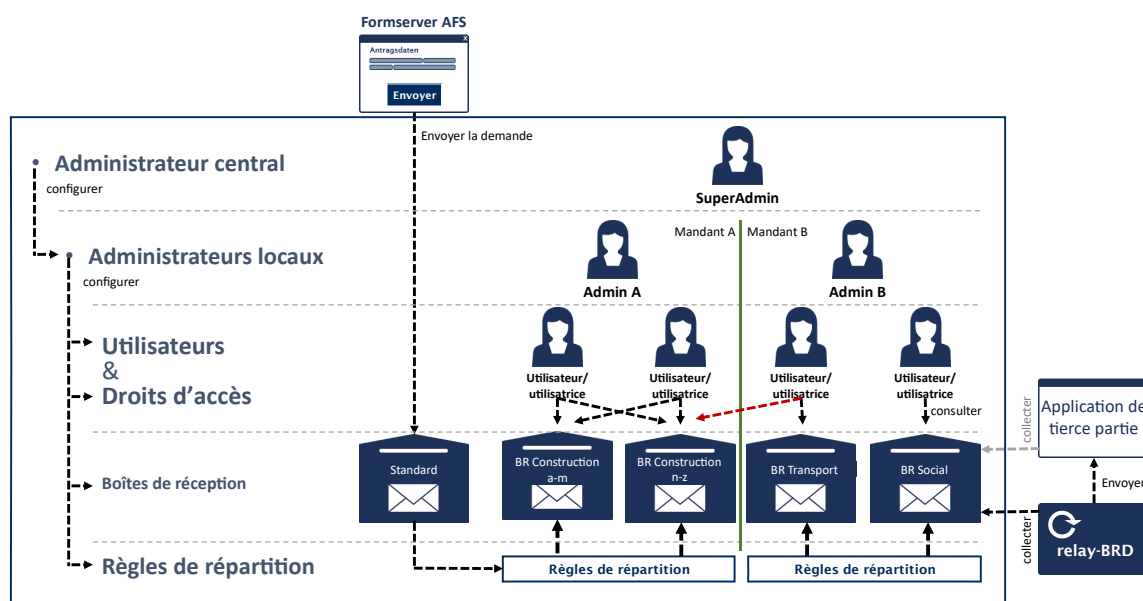 Formserver AFS
x
Antragsdaten
Envoyer
Envoyer la demande
• Administrateur central
configurer
SuperAdmin
Mandant A
Mandant B
• Administrateurs locaux
configurer
Admin A
Admin B
Utilisateurs
&
Droits d'accès
Utilisateur/
utilisatrice
Utilisateur/
utilisatrice
Utilisateur/
utilisatrice
Utilisateur/
utilisatrice
consulter
Boîtes de réception
Standard
BR Construction
a-m
BR Construction
n-z
BR Transport
BR Social
collecter
Application de
tierce partie
Envoyer
collecter
relay-BRD
Règles de répartition
Règles de répartition
Règles de répartition